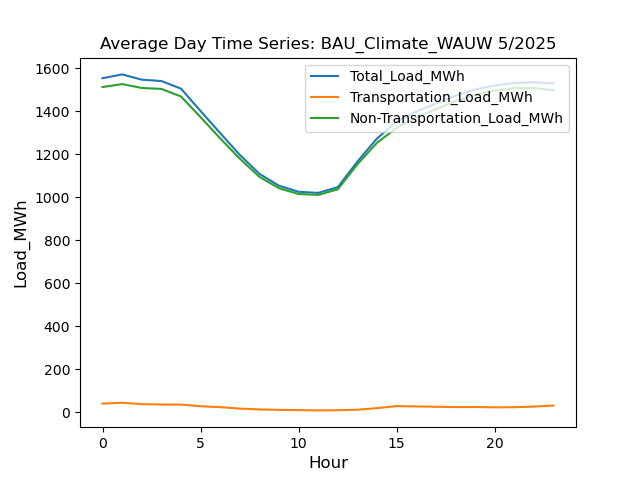 Average Day Time Series: BAU_Climate_WAUW 5/2025
1600
1400
1200
1000
800
600
400
200
0
Load_MWh
Total_Load_MWh
Transportation_Load_MWh
Non-Transportation_Load_MWh
0 5 10 15 20
Hour